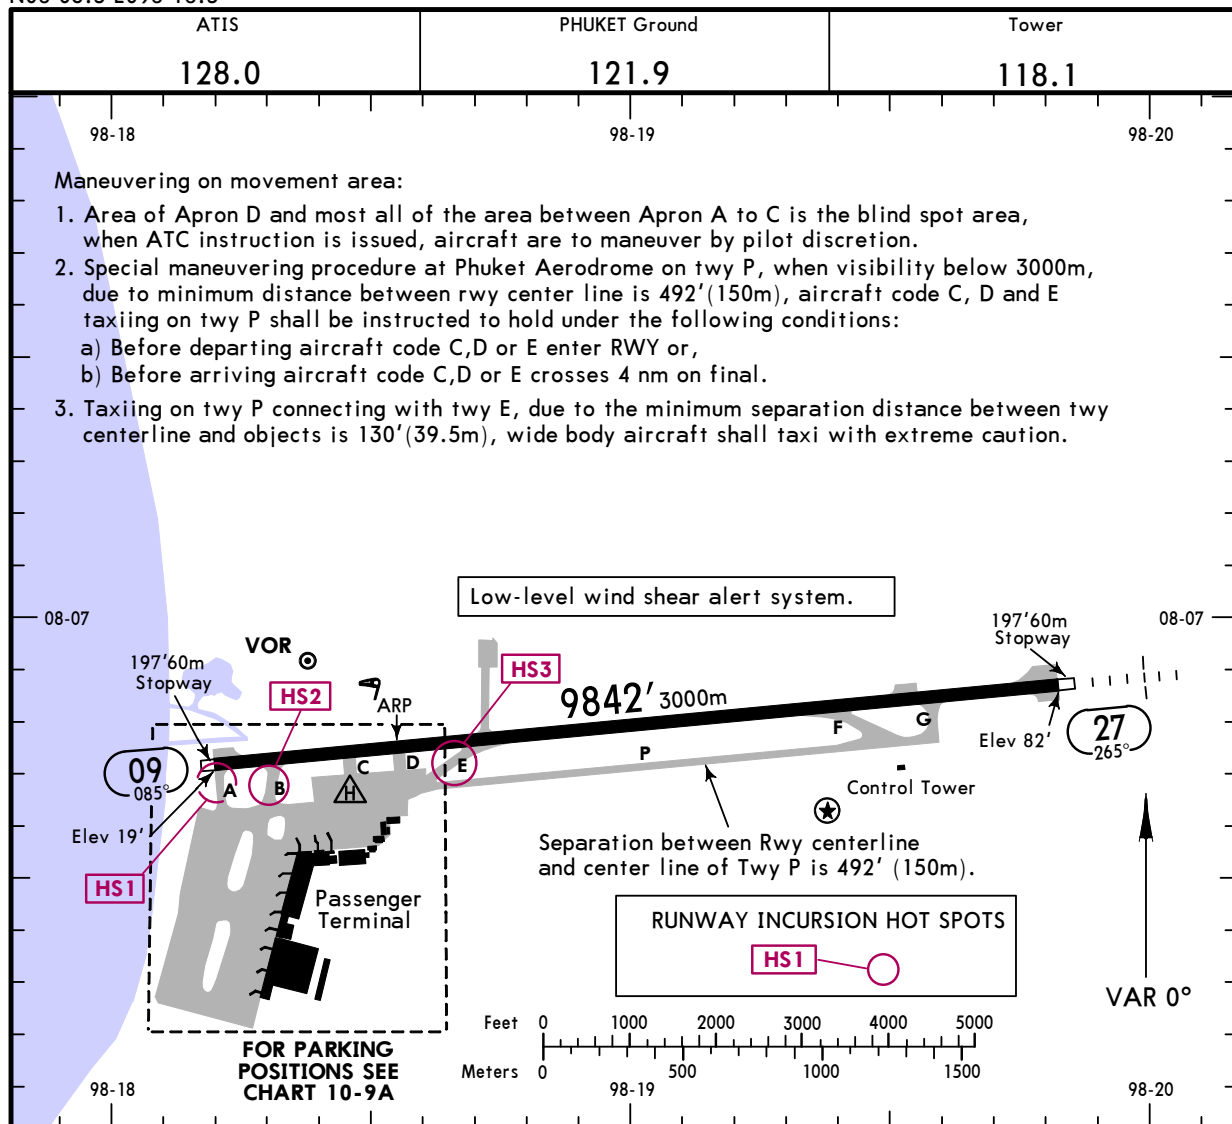 ATIS
PHUKET Ground
Tower
128.0
121.9
118.1
98-18
98-19
98-20
Maneuvering on movement area:
1. Area of Apron D and most all of the area between Apron A to C is the blind spot area,
when ATC instruction is issued, aircraft are to maneuver by pilot discretion.
2. Special maneuvering procedure at Phuket Aerodrome on twy P, when visibility below 3000m,
due to minimum distance between rwy center line is 492'(150m), aircraft code C, D and E
taxiing on twy P shall be instructed to hold under the following conditions:
a) Before departing aircraft code C,D or E enter RWY or,
b) Before arriving aircraft code C,D or E crosses 4 nm on final.
3. Taxiing on twy P connecting with twy E, due to the minimum separation distance between twy
centerline and objects is 130'(39.5m), wide body aircraft shall taxi with extreme caution.
Low-level wind shear alert system.
08-07
08-07
197'60m
Stopway
VOR
197'60m
Stopway
HS2
HS3
ARP
9842' 3000m
09
085°
27
265°
Elev 82'
A
B
C
D
E
F
G
P
H
Elev 19'
Control Tower
HS1
Separation between Rwy centerline
and center line of Twy P is 492' (150m).
Passenger
Terminal
RUNWAY INCURSION HOT SPOTS
HS1
VAR 0°
Feet 0 1000 2000 3000 4000 5000
Meters 0 500 1000 1500
FOR PARKING
POSITIONS SEE
CHART 10-9A
98-18
98-19
98-20